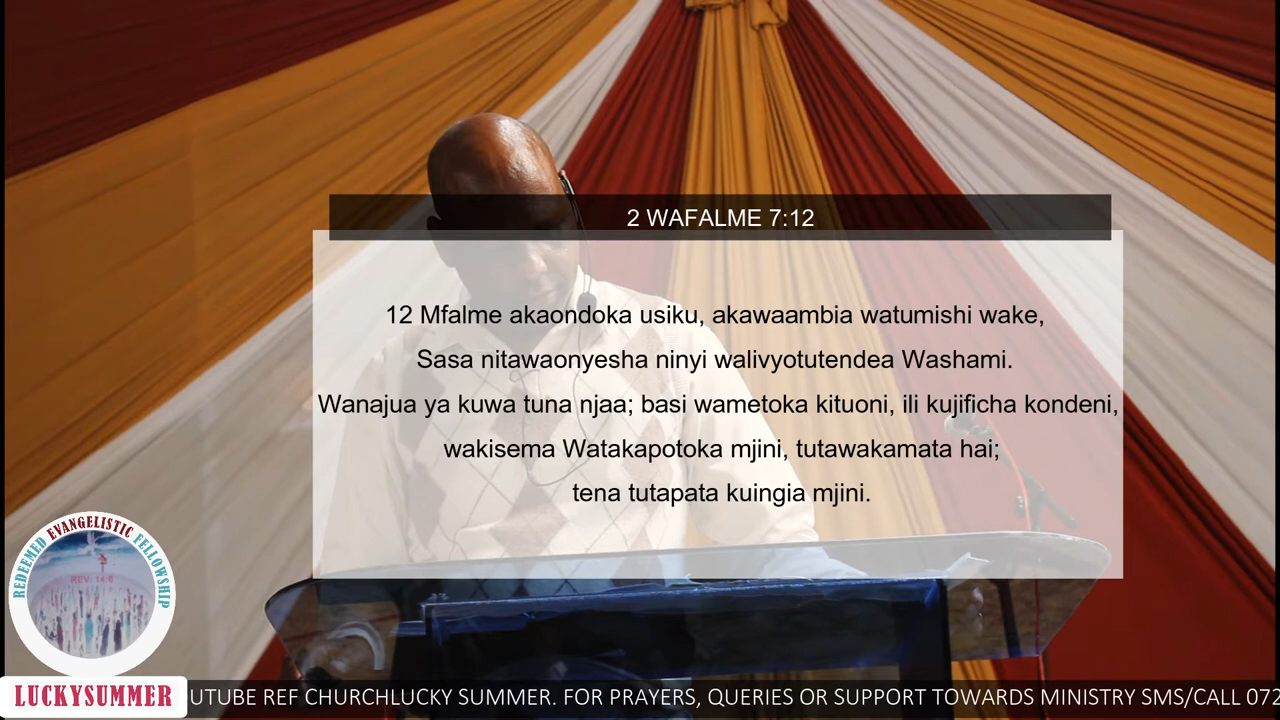 2 WAFALME 7:12
12 Mfalme akaondoka usiku, akawaambia watumishi wake,
Sasa nitawaonyesha ninyi walivyotutendea Washami.
Wanajua ya kuwa tuna njaa; basi wametoka kituoni, ili kujificha kondeni,
wakisema Watakapotoka mjini, tutawakamata hai;
tena tutapata kuingia mjini.
REDEEMED EVANGELISTIC FELLOWSHIP
REV. 14:6
LUCKYSUMMER
UTUBE REF CHURCHLUCKY SUMMER. FOR PRAYERS, QUERIES OR SUPPORT TOWARDS MINISTRY SMS/CALL 072